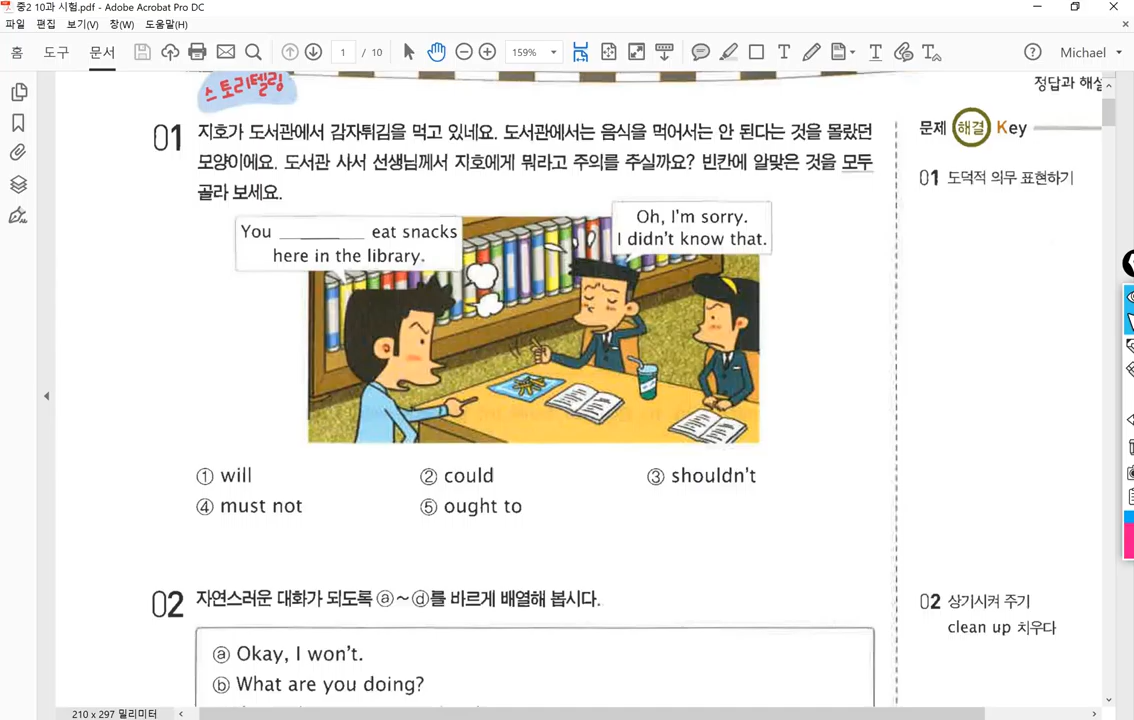 중2 10과 시험.pdf - Adobe Acrobat Pro DC
파일 편집 보기(V) 창(W) 도움말(H)
홈 도구 문서 1 / 10 159% Michael
스토리텔링
정답과 해설
01 지호가 도서관에서 감자튀김을 먹고 있네요. 도서관에서는 음식을 먹어서는 안 된다는 것을 몰랐던
모양이에요. 도서관 사서 선생님께서 지호에게 뭐라고 주의를 주실까요? 빈칸에 알맞은 것을 모두
골라 보세요.
문제 해결 Key
01 도덕적 의무 표현하기
You ________ eat snacks
here in the library.
Oh, I'm sorry.
I didn't know that.
① will ② could ③ shouldn't
④ must not ⑤ ought to
02 자연스러운 대화가 되도록 ⓐ~ⓓ를 바르게 배열해 봅시다.
02 상기시켜 주기
clean up 치우다
ⓐ Okay, I won't.
ⓑ What are you doing?
210 x 297 밀리미터